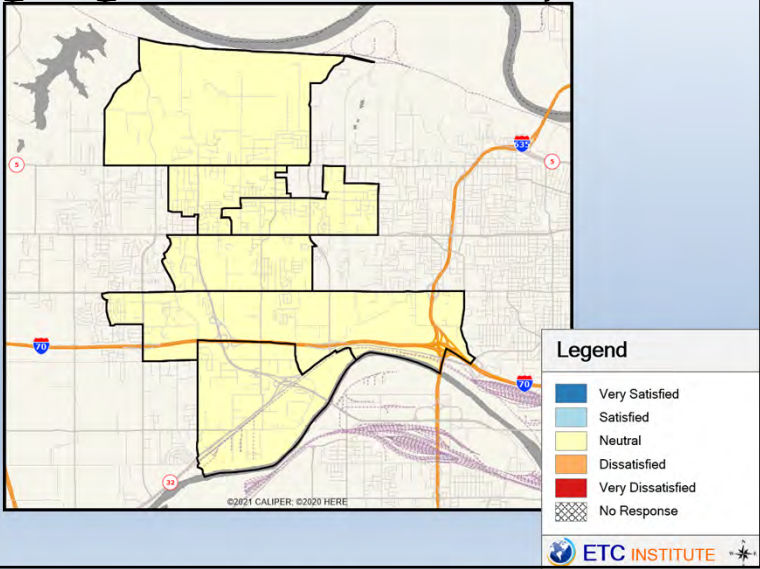 5
635
5
70
70
32
©2021 CALIPER; ©2020 HERE
Legend
Very Satisfied
Satisfied
Neutral
Dissatisfied
Very Dissatisfied
No Response
ETC INSTITUTE